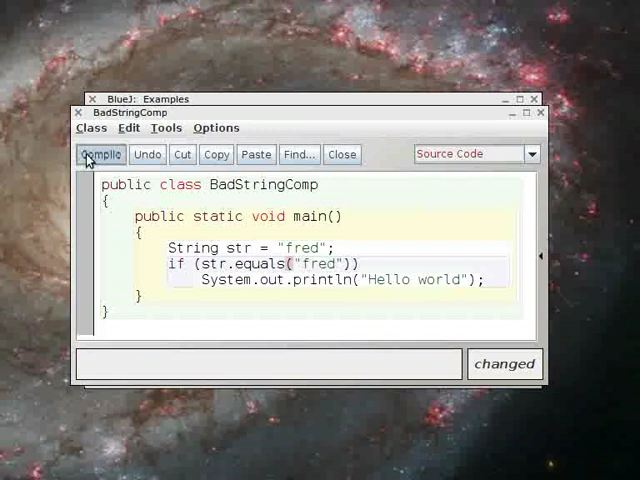 BlueJ: Examples
BadStringComp
Class Edit Tools Options
Compile Undo Cut Copy Paste Find... Close Source Code
public class BadStringComp
{
public static void main()
{
String str = "fred";
if (str.equals("fred"))
System.out.println("Hello world");
}
}
changed